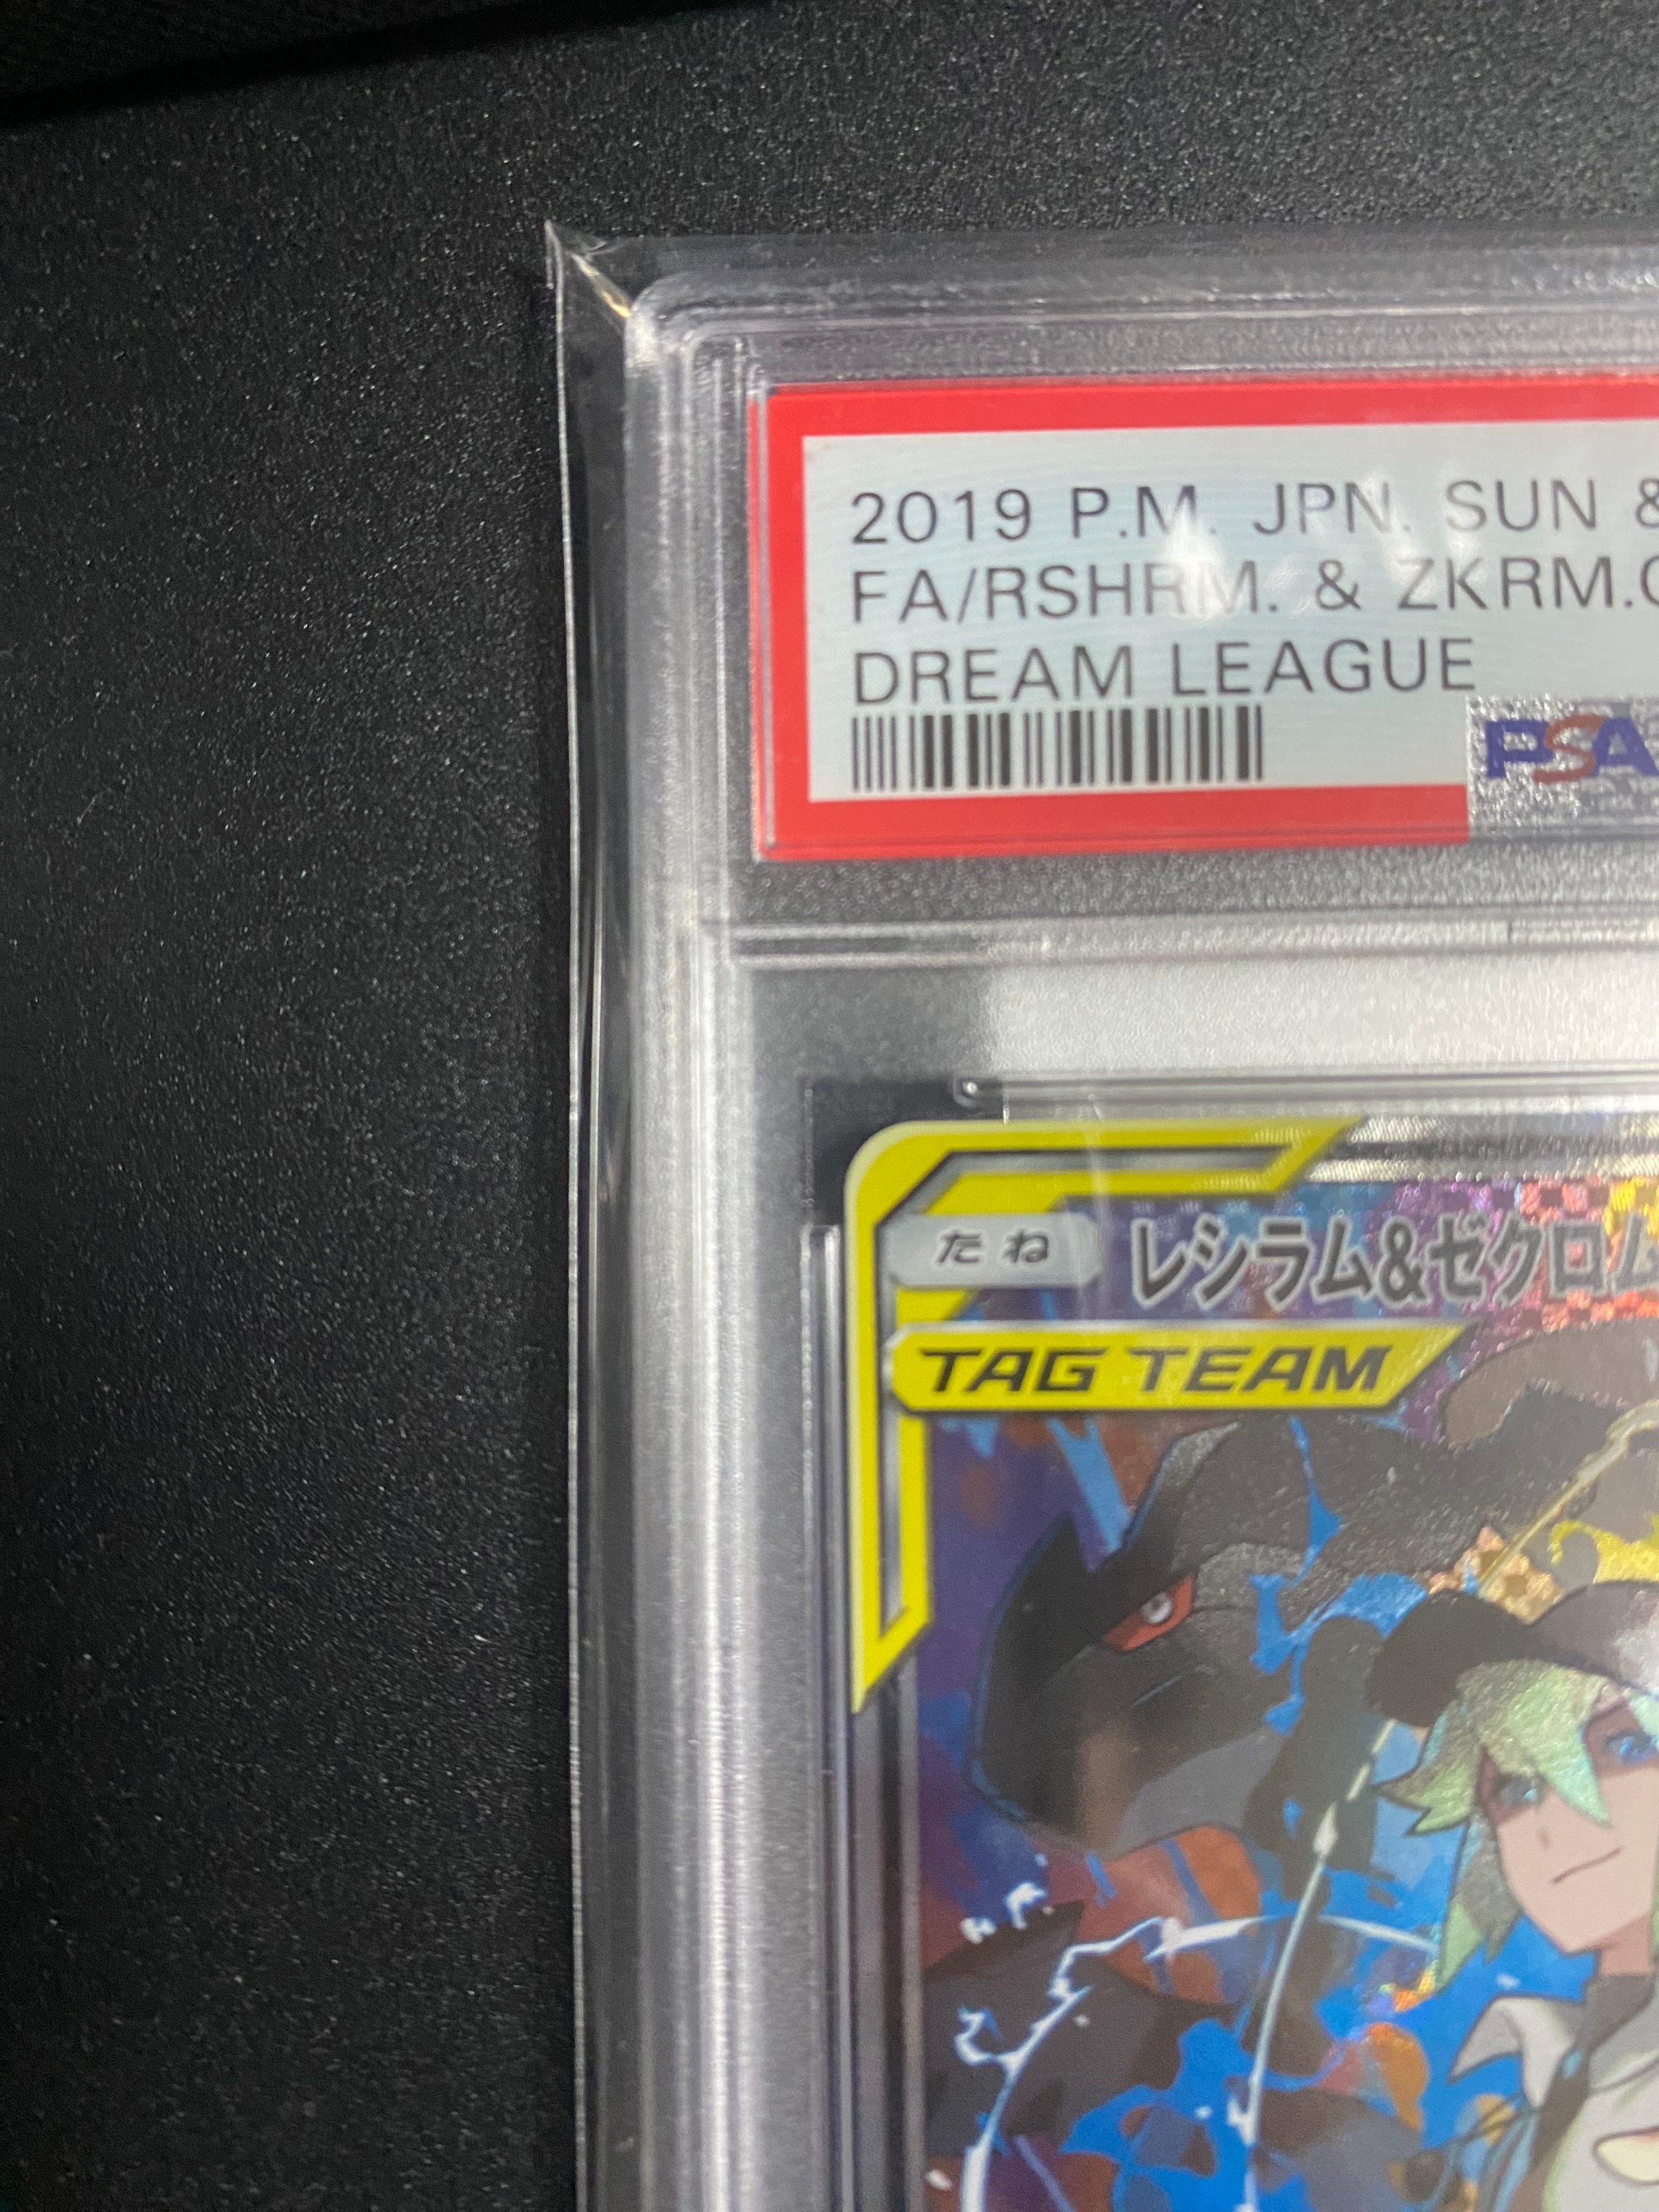 2019 P.M. JPN. SUN &
FA/RSHRM. & ZKRM.
DREAM LEAGUE
PSA
たね
レシラム&ゼクロム
TAG TEAM